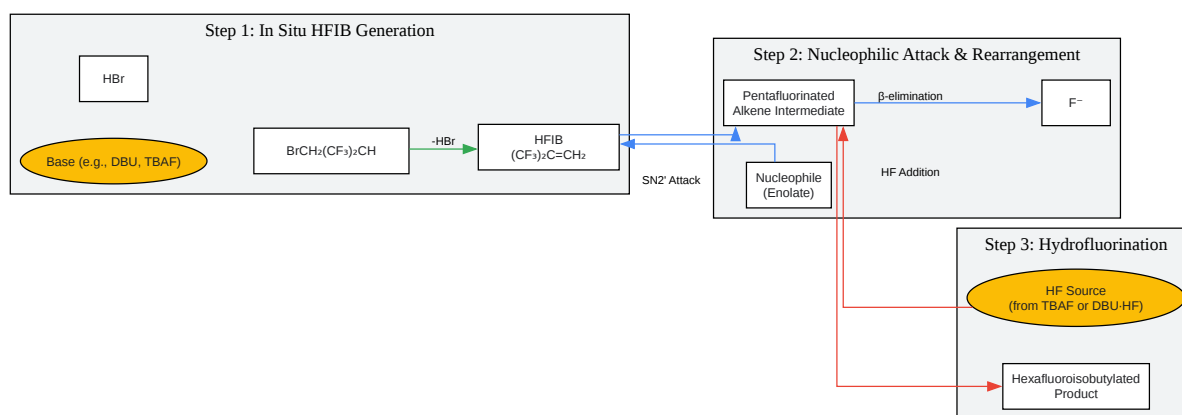 Step 1: In Situ HFIB Generation
HBr
Base (e.g., DBU, TBAF)
BrCH₂(CF₃)₂CH
-HBr
HFIB
(CF₃)₂C=CH₂
SN2' Attack
Step 2: Nucleophilic Attack & Rearrangement
Pentafluorinated
Alkene Intermediate
β-elimination
F⁻
Nucleophile
(Enolate)
HF Addition
Step 3: Hydrofluorination
HF Source
(from TBAF or DBU·HF)
Hexafluoroisobutylated
Product